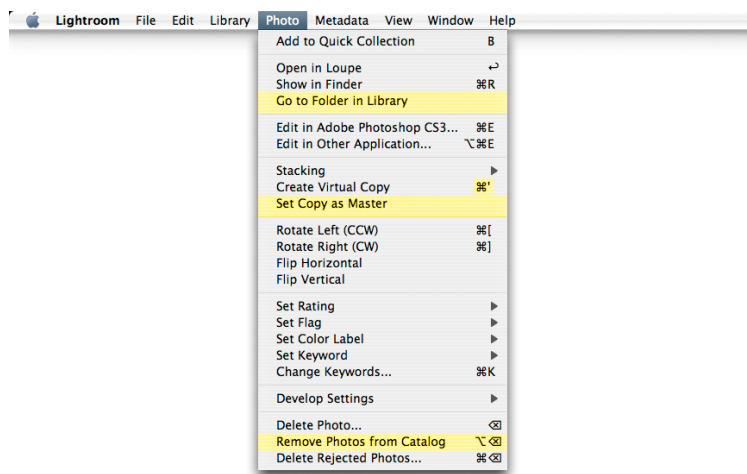 Lightroom File Edit Library Photo Metadata View Window Help
Add to Quick Collection B
Open in Loupe ↩
Show in Finder ⌘R
Go to Folder in Library
Edit in Adobe Photoshop CS3... ⌘E
Edit in Other Application... ⌥⌘E
Stacking ▶
Create Virtual Copy ⌘'
Set Copy as Master
Rotate Left (CCW) ⌘[
Rotate Right (CW) ⌘]
Flip Horizontal
Flip Vertical
Set Rating ▶
Set Flag ▶
Set Color Label ▶
Set Keyword ▶
Change Keywords... ⌘K
Develop Settings ▶
Delete Photo... ⌫
Remove Photos from Catalog ⌥⌫
Delete Rejected Photos... ⌘⌫